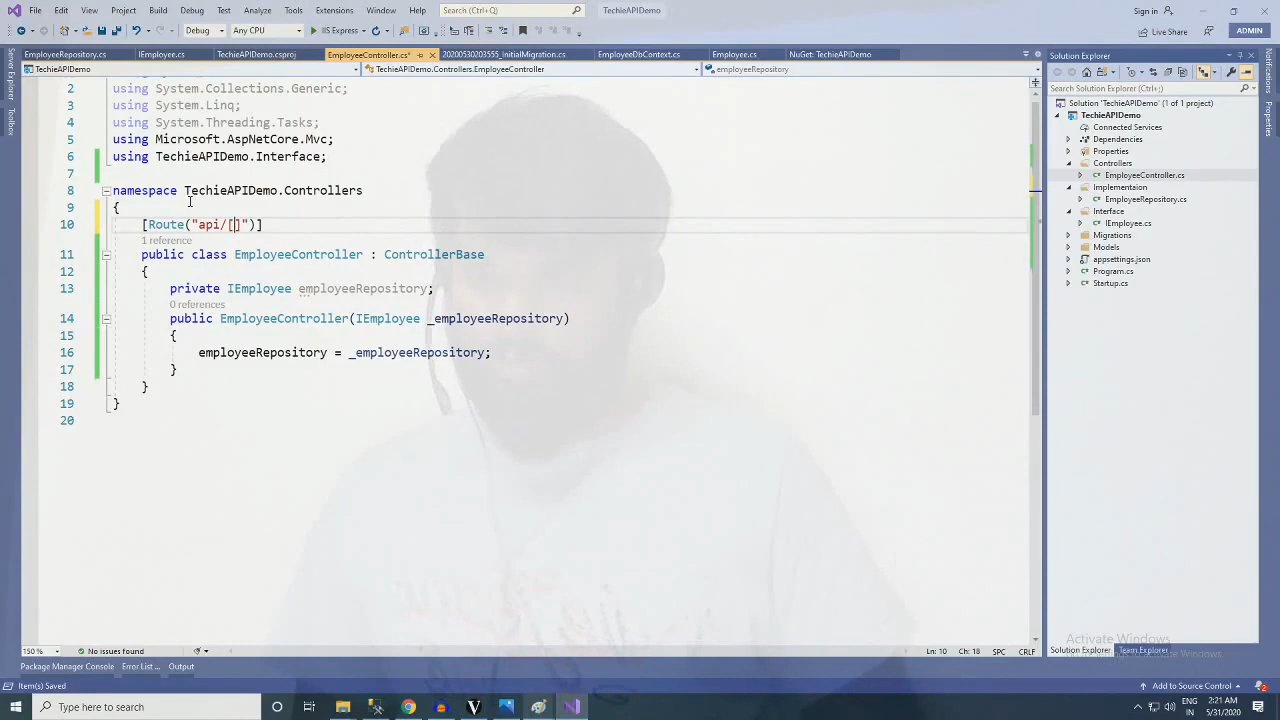 File Edit View Project Build Debug Test Analyze Tools Extensions Window Help Search (Ctrl+;) TechieAPIDemo Sign in
Debug Any CPU IIS Express Live Share ADMIN
EmployeeRepository.cs IEmployee.cs TechieAPIDemo.csproj EmployeeController.cs* 20200530203555_InitialMigration.cs EmployeeDbContext.cs Employee.cs NuGet: TechieAPIDemo
TechieAPIDemo TechieAPIDemo.Controllers.EmployeeController employeeRepository
Server Explorer
Toolbox
2 using System.Collections.Generic;
3 using System.Linq;
4 using System.Threading.Tasks;
5 using Microsoft.AspNetCore.Mvc;
6 using TechieAPIDemo.Interface;
7
8 namespace TechieAPIDemo.Controllers
9 {
10 [Route("api/[]")]
1 reference
11 public class EmployeeController : ControllerBase
12 {
13 private IEmployee employeeRepository;
0 references
14 public EmployeeController(IEmployee _employeeRepository)
15 {
16 employeeRepository = _employeeRepository;
17 }
18 }
19 }
20
150 % No issues found Ln: 10 Ch: 18 SPC CRLF
Solution Explorer
Search Solution Explorer (Ctrl+;)
Solution 'TechieAPIDemo' (1 of 1 project)
TechieAPIDemo
Connected Services
Dependencies
Properties
Controllers
EmployeeController.cs
Implementaion
EmployeeRepository.cs
Interface
IEmployee.cs
Migrations
Models
appsettings.json
Program.cs
Startup.cs
Notifications
Properties
Activate Windows
Solution Explorer Team Explorer
Package Manager Console Error List ... Output
Item(s) Saved Add to Source Control 2
Type here to search
ENG
IN
2:21 AM
5/31/2020